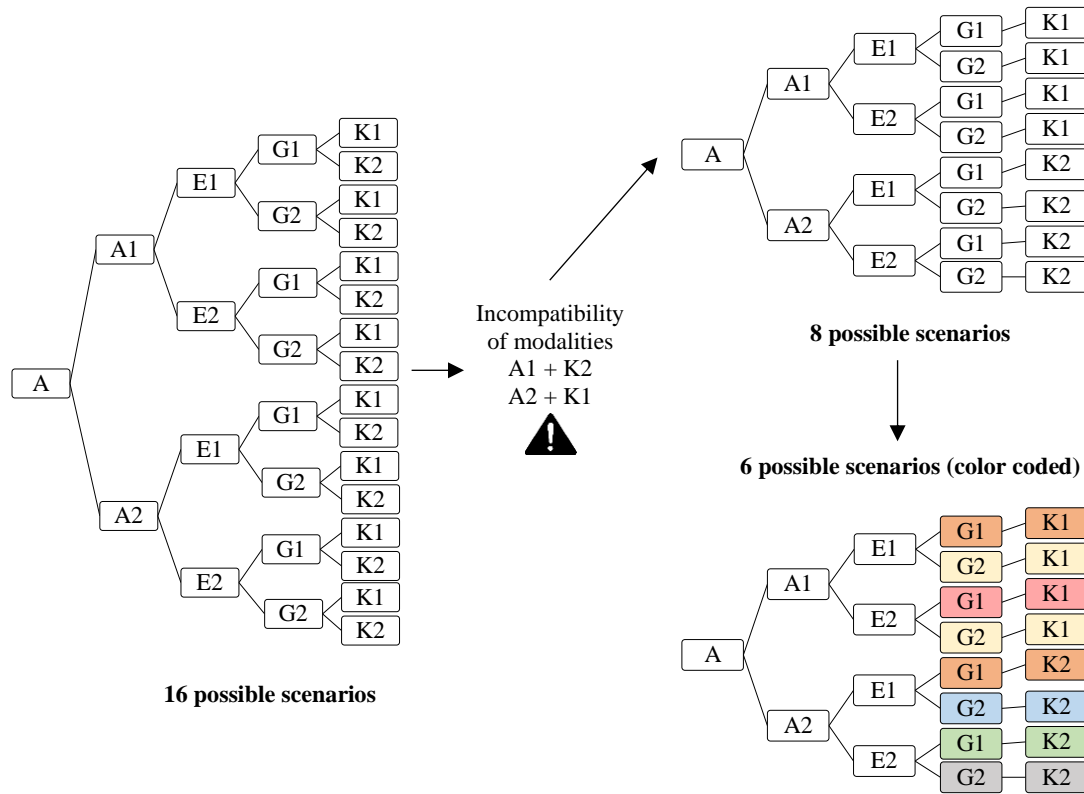 A
A1
A2
E1
E2
E1
E2
G1
G2
G1
G2
G1
G2
G1
G2
K1
K2
K1
K2
K1
K2
K1
K2
K1
K2
K1
K2
K1
K2
K1
K2
16 possible scenarios
Incompatibility
of modalities
A1 + K2
A2 + K1
!
A
A1
A2
E1
E2
E1
E2
G1
G2
G1
G2
G1
G2
G1
G2
K1
K1
K1
K1
K2
K2
K2
K2
8 possible scenarios
6 possible scenarios (color coded)
A
A1
A2
E1
E2
E1
E2
G1
G2
G1
G2
G1
G2
G1
G2
K1
K1
K1
K1
K2
K2
K2
K2